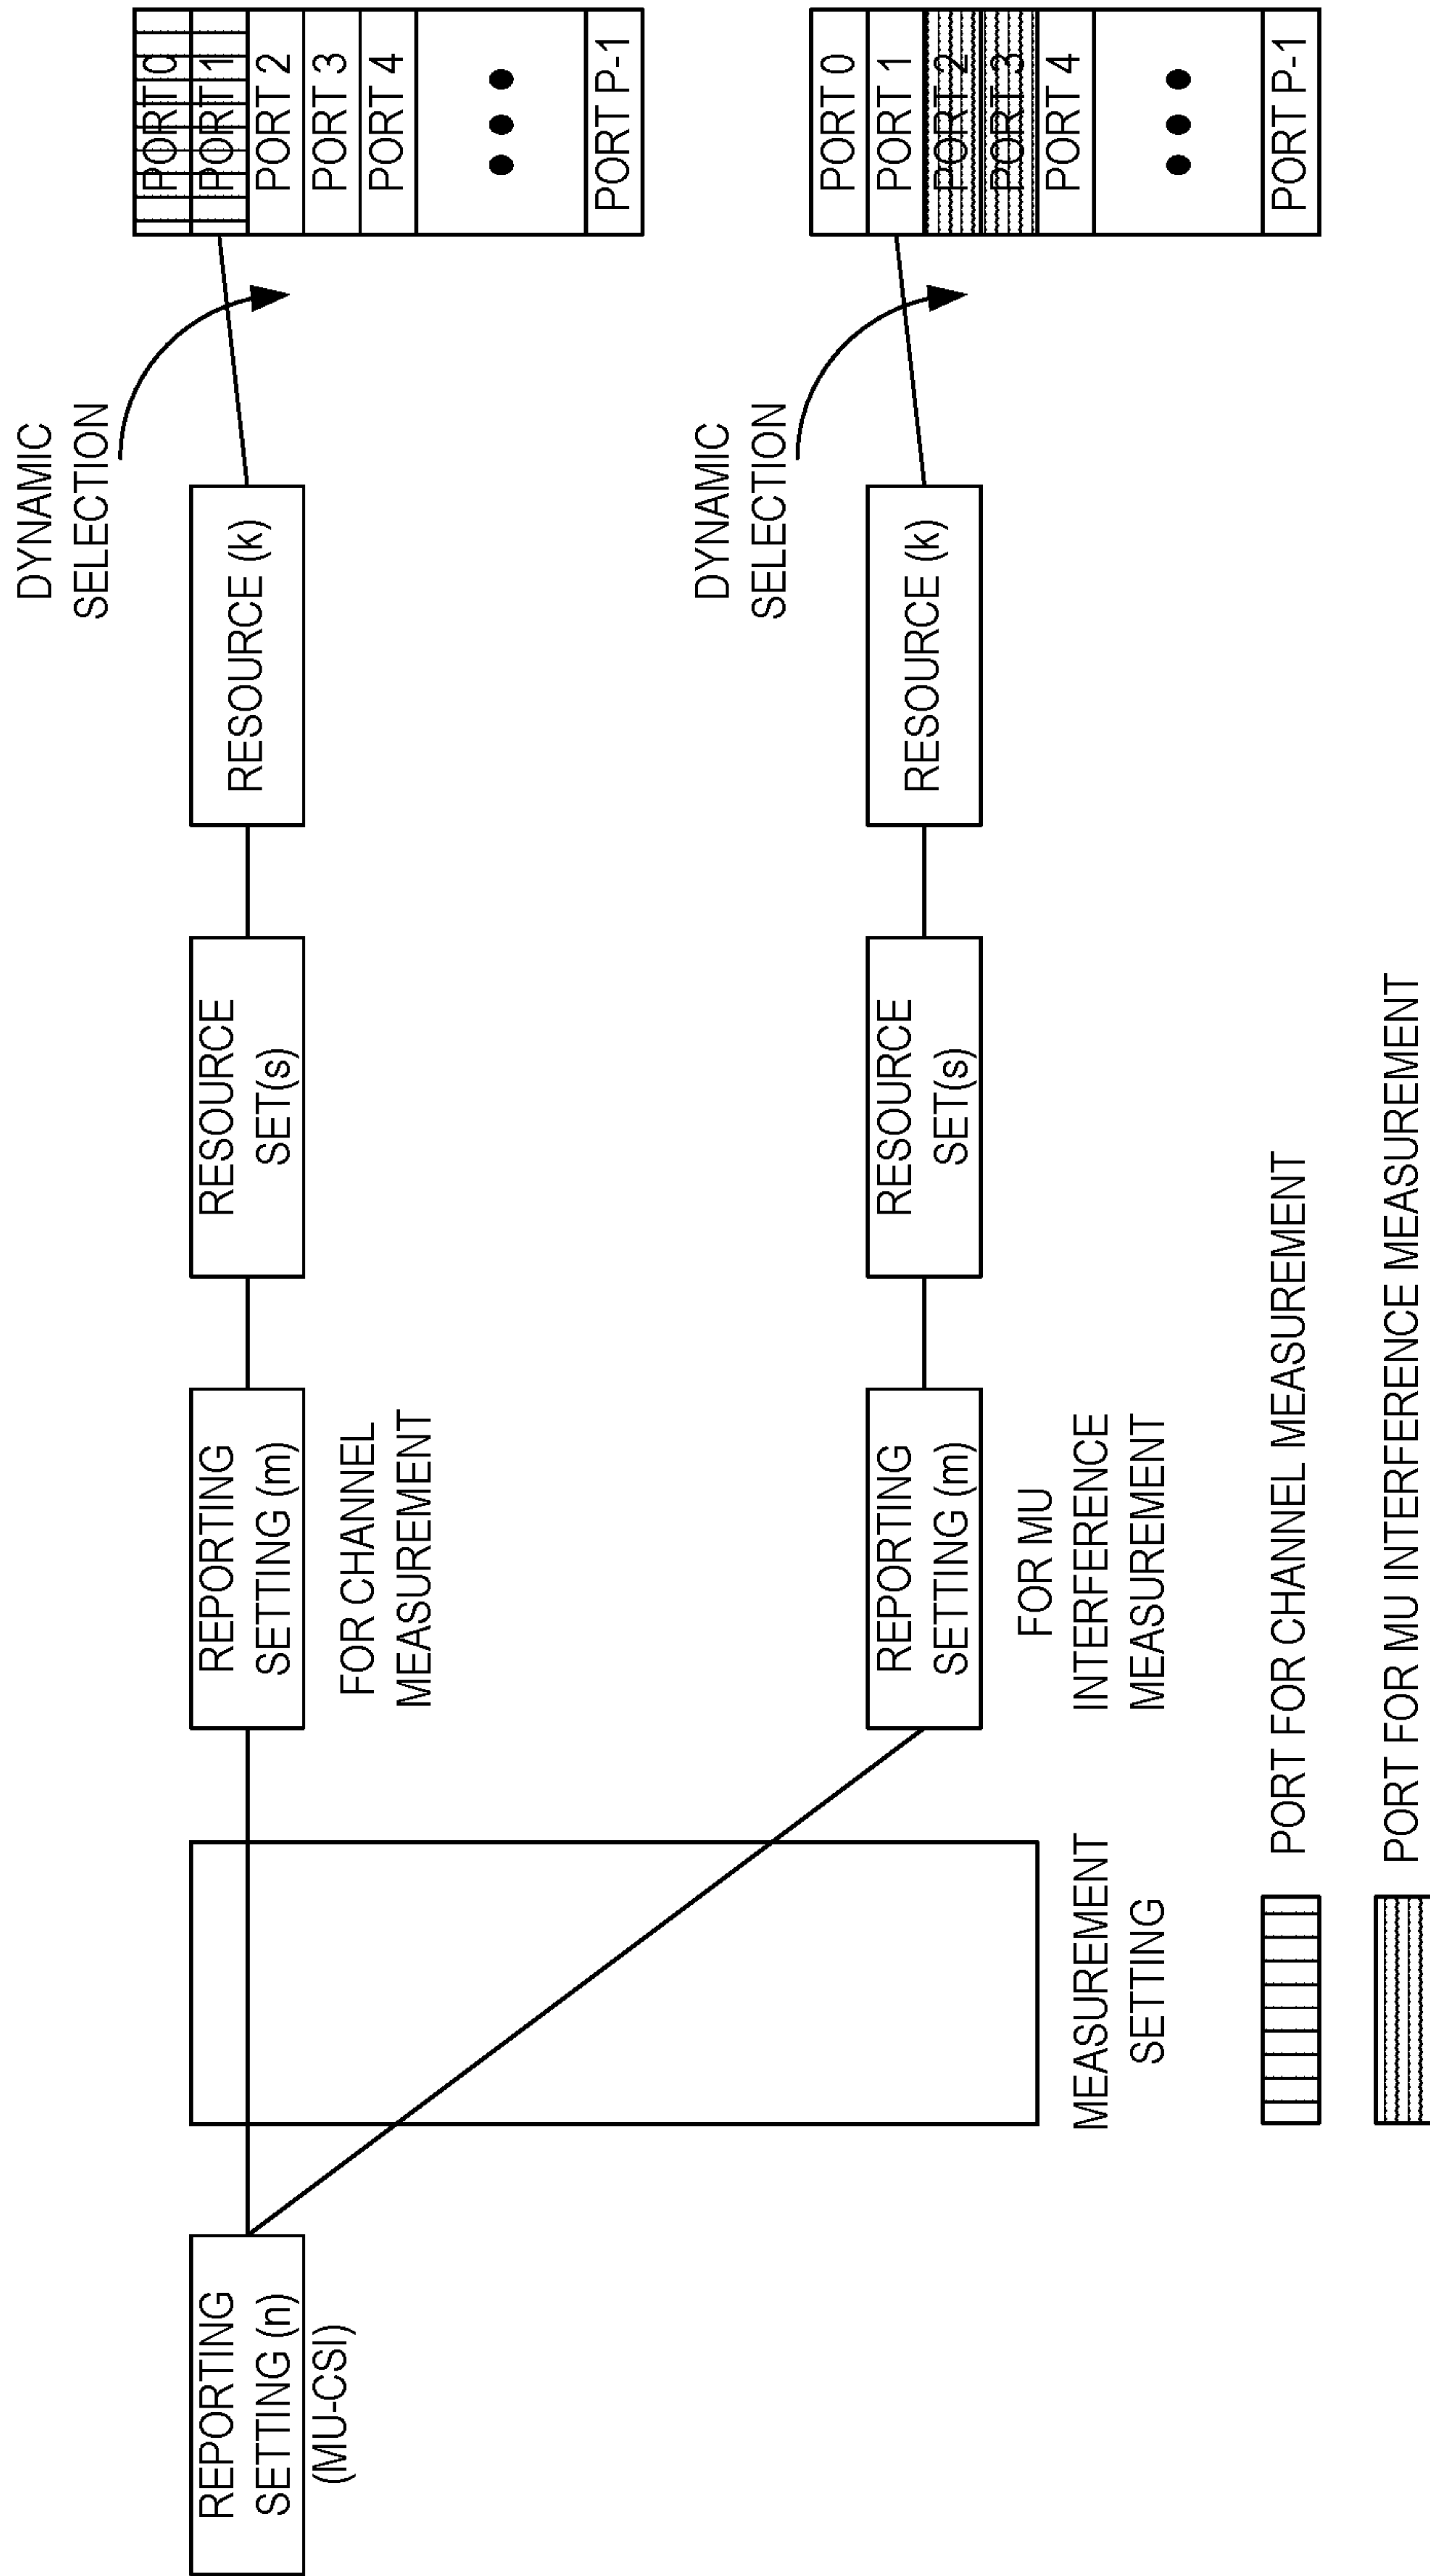 REPORTING
SETTING (n)
(MU-CSI)
MEASUREMENT
SETTING
REPORTING
SETTING (m)
FOR CHANNEL
MEASUREMENT
RESOURCE
SET(s)
RESOURCE (k)
DYNAMIC
SELECTION
PORT 0
PORT 1
PORT 2
PORT 3
PORT 4
PORT P-1
REPORTING
SETTING (m)
FOR MU
INTERFERENCE
MEASUREMENT
RESOURCE
SET(s)
RESOURCE (k)
DYNAMIC
SELECTION
PORT 0
PORT 1
PORT 2
PORT 3
PORT 4
PORT P-1
PORT FOR CHANNEL MEASUREMENT
PORT FOR MU INTERFERENCE MEASUREMENT